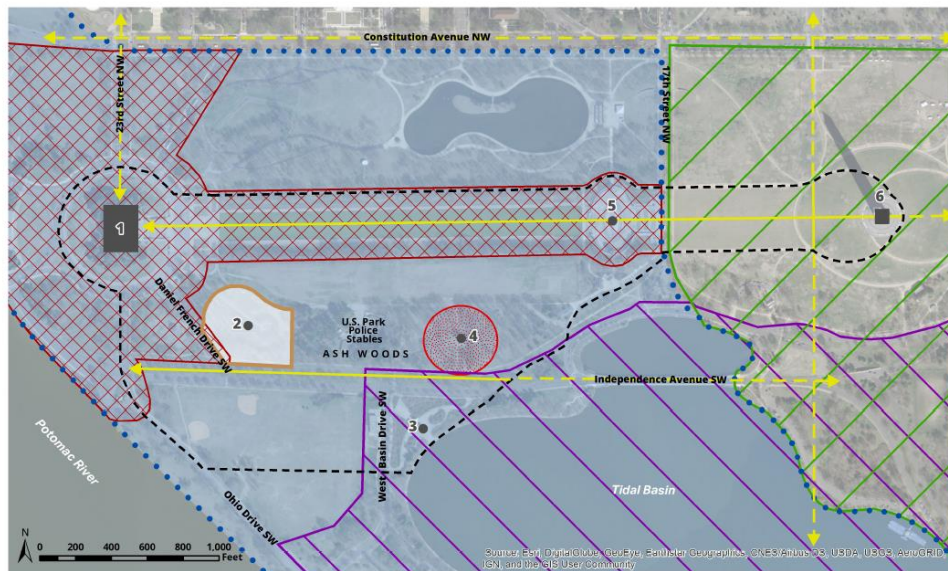 Constitution Avenue NW
23rd Street NW
17th Street NW
1
5
6
Daniel French Drive SW
2
U.S. Park
Police
Stables
ASH WOODS
4
Independence Avenue SW
West Basin Drive SW
3
Potomac River
Ohio Drive SW
Tidal Basin
N
0 200 400 600 800 1,000
Feet
Source: Esri, DigitalGlobe, GeoEye, Earthstar Geographics, CNES/Airbus DS, USDA, USGS, AeroGRID,
IGN, and the GIS User Community